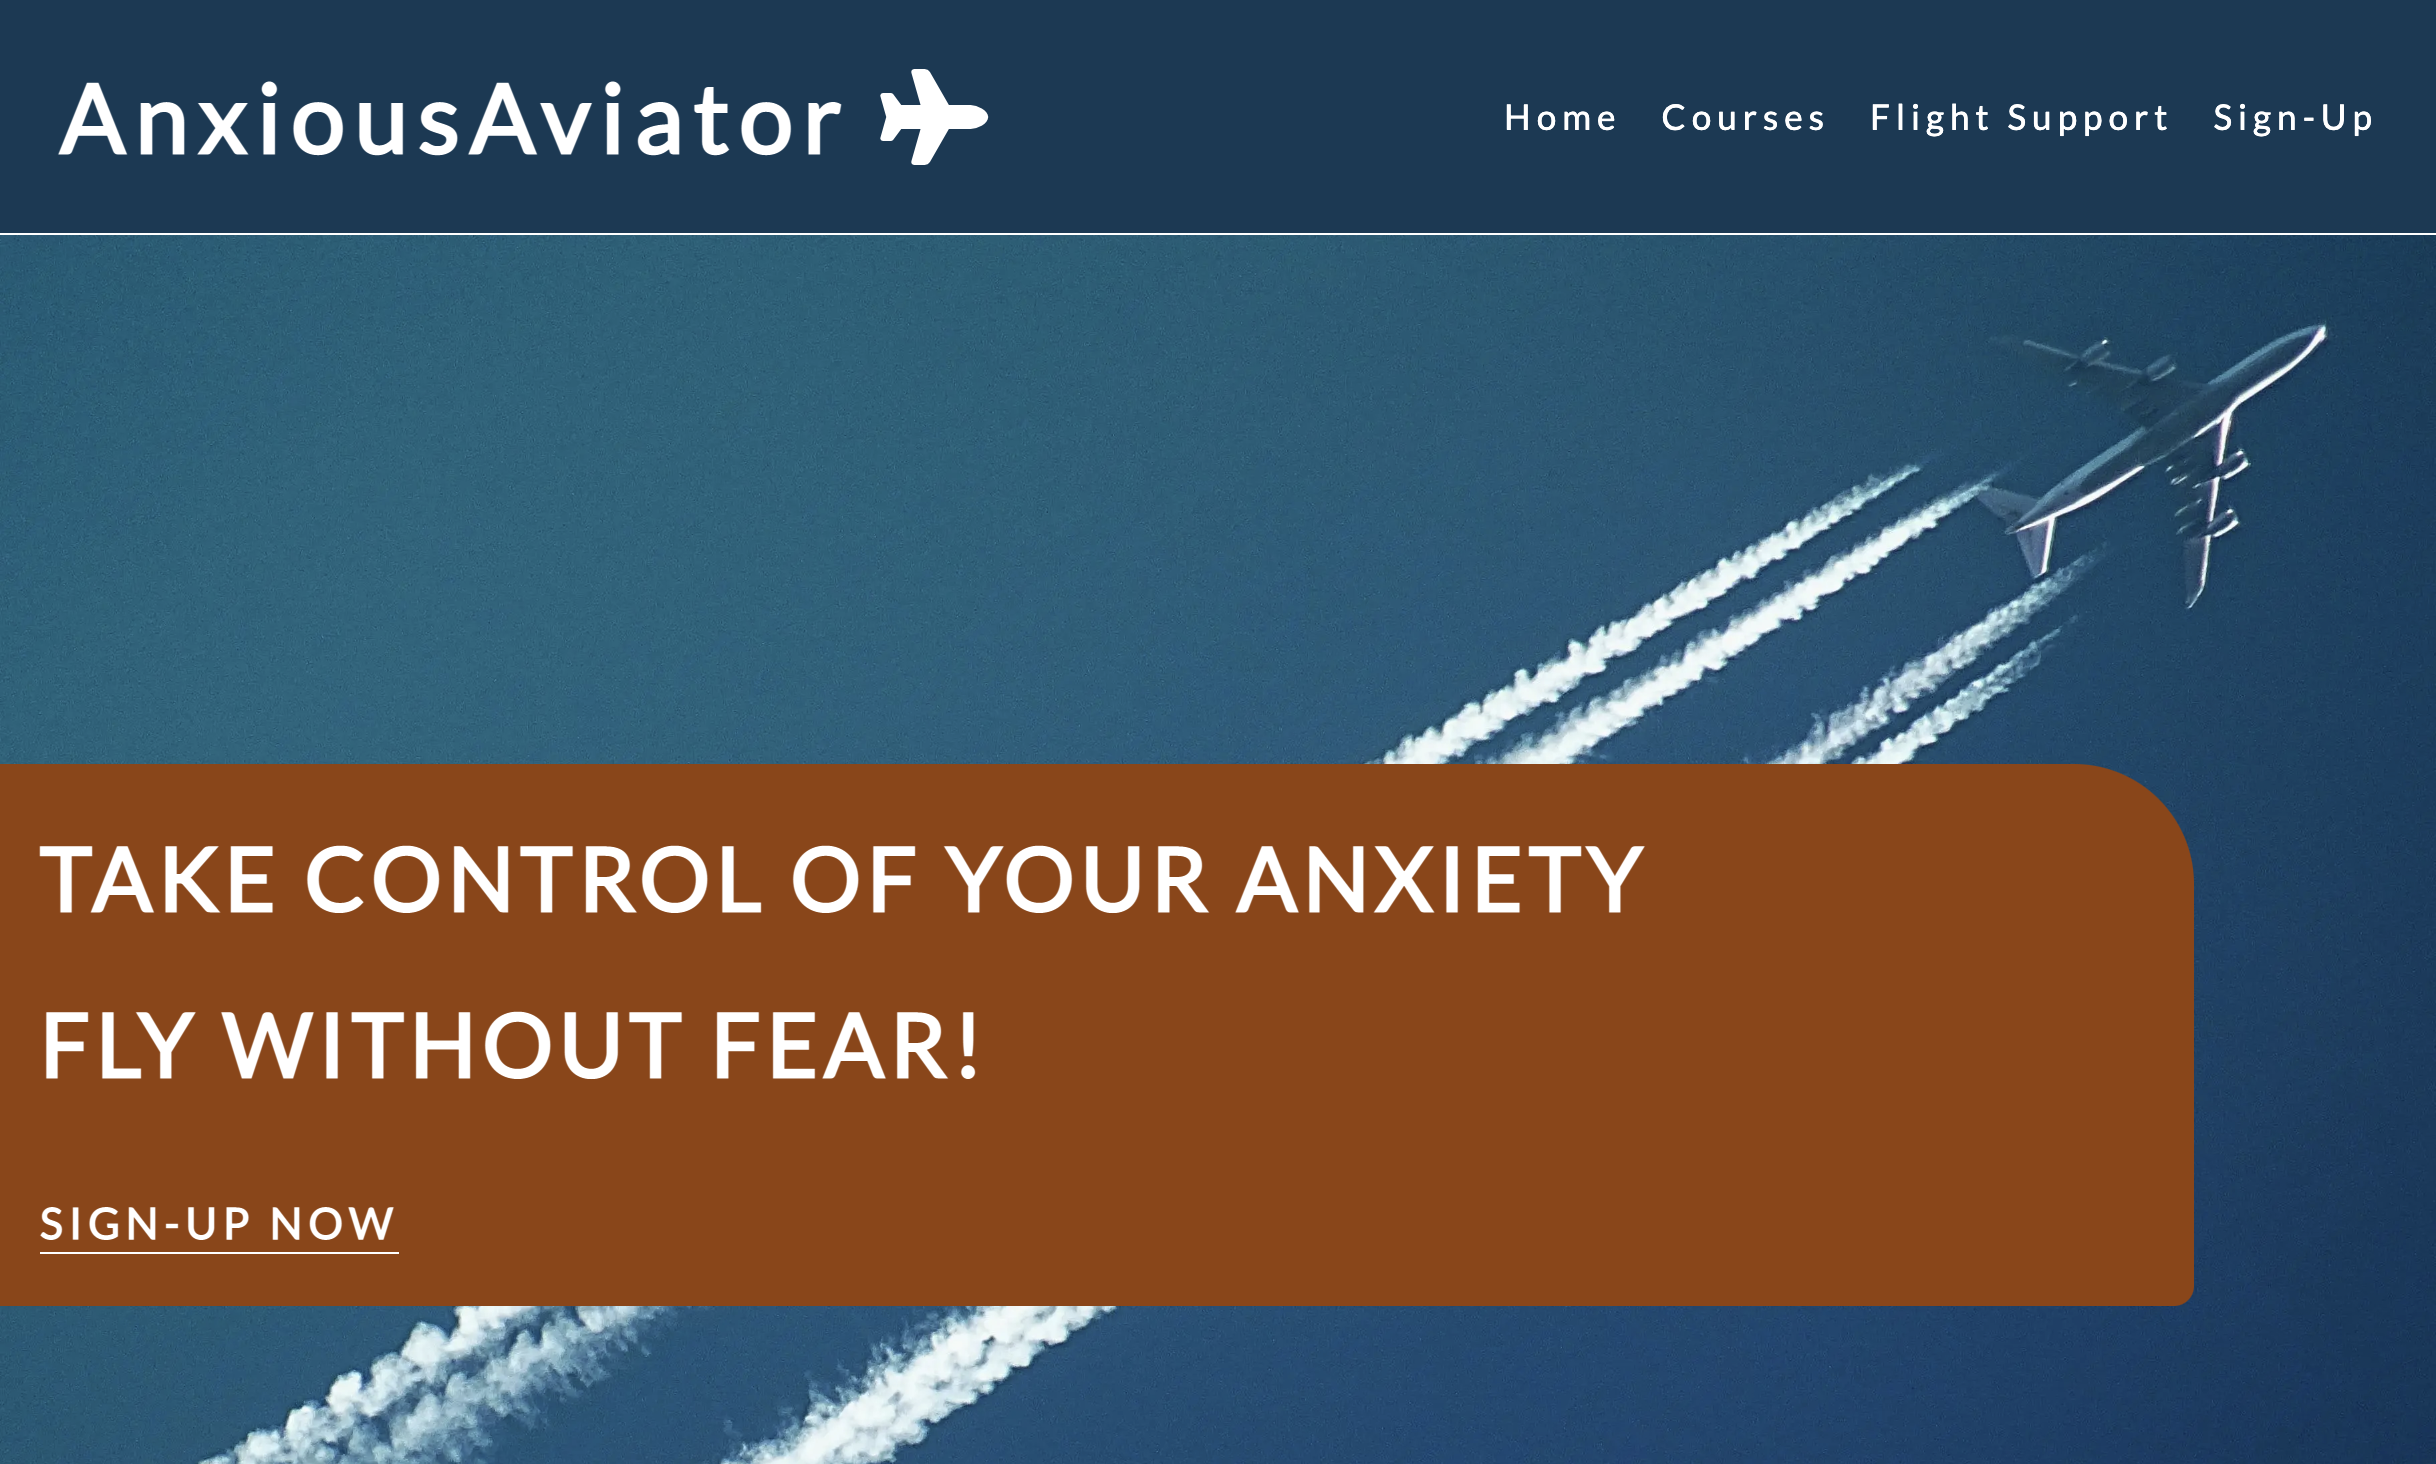 AnxiousAviator
Home Courses Flight Support Sign-Up
TAKE CONTROL OF YOUR ANXIETY
FLY WITHOUT FEAR!
SIGN-UP NOW